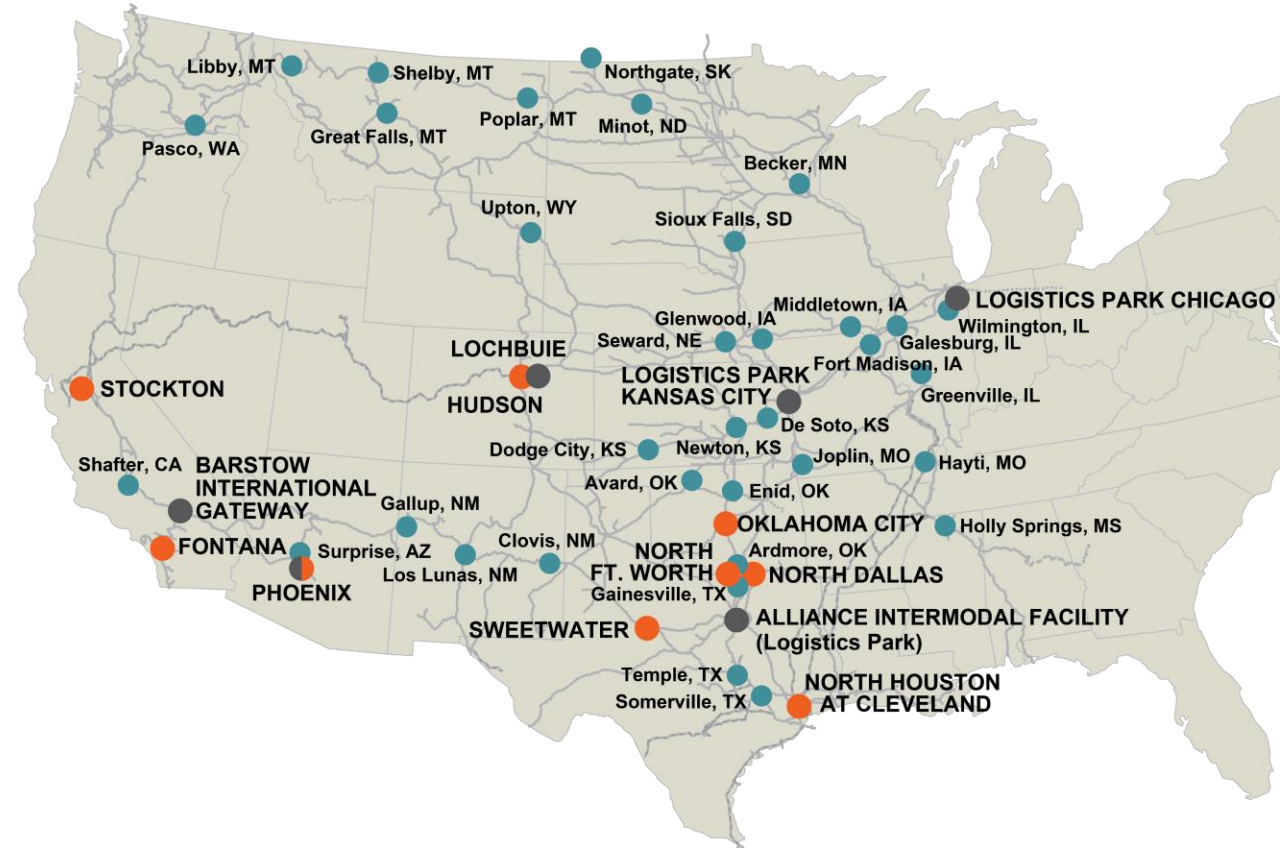 Libby, MT
Shelby, MT
Northgate, SK
Poplar, MT
Minot, ND
Great Falls, MT
Pasco, WA
Becker, MN
Upton, WY
Sioux Falls, SD
LOGISTICS PARK CHICAGO
Middletown, IA
Glenwood, IA
Wilmington, IL
Seward, NE
Galesburg, IL
LOCHBUIE
Fort Madison, IA
LOGISTICS PARK
KANSAS CITY
STOCKTON
HUDSON
Greenville, IL
De Soto, KS
Dodge City, KS
Newton, KS
Joplin, MO
Hayti, MO
Shafter, CA
BARSTOW
INTERNATIONAL
GATEWAY
Avard, OK
Enid, OK
Gallup, NM
OKLAHOMA CITY
Holly Springs, MS
Clovis, NM
FONTANA
Surprise, AZ
Los Lunas, NM
NORTH
FT. WORTH
Ardmore, OK
NORTH DALLAS
PHOENIX
Gainesville, TX
ALLIANCE INTERMODAL FACILITY
(Logistics Park)
SWEETWATER
Temple, TX
Somerville, TX
NORTH HOUSTON
AT CLEVELAND